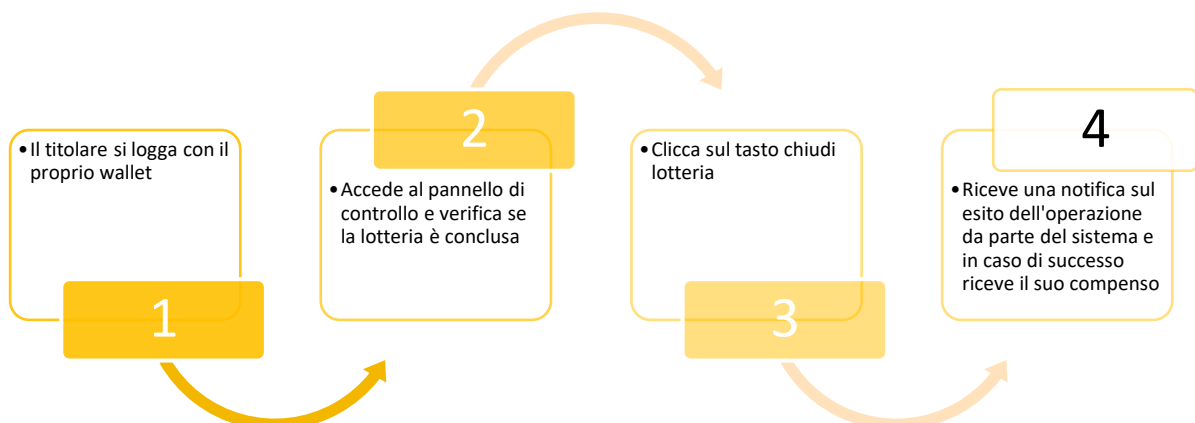 •Il titolare si logga con il
proprio wallet
1
2
•Accede al pannello di
controllo e verifica se
la lotteria è conclusa
•Clicca sul tasto chiudi
lotteria
3
4
•Riceve una notifica sul
esito dell'operazione
da parte del sistema e
in caso di successo
riceve il suo compenso